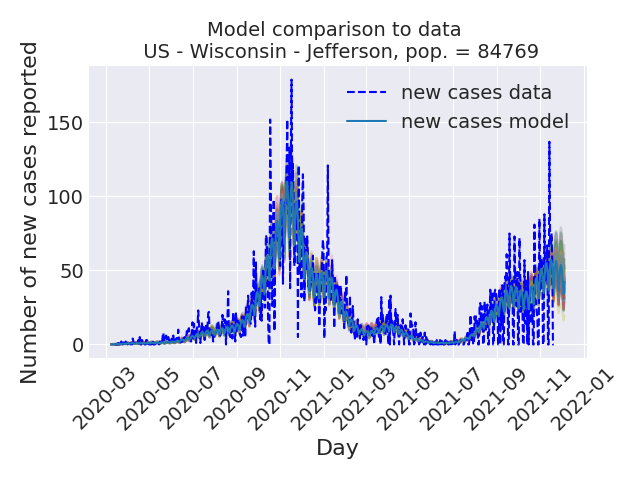 Model comparison to data
US - Wisconsin - Jefferson, pop. = 84769
Number of new cases reported
150
100
50
0
new cases data
new cases model
2020-03
2020-05
2020-07
2020-09
2020-11
2021-01
2021-03
2021-05
2021-07
2021-09
2021-11
2022-01
Day